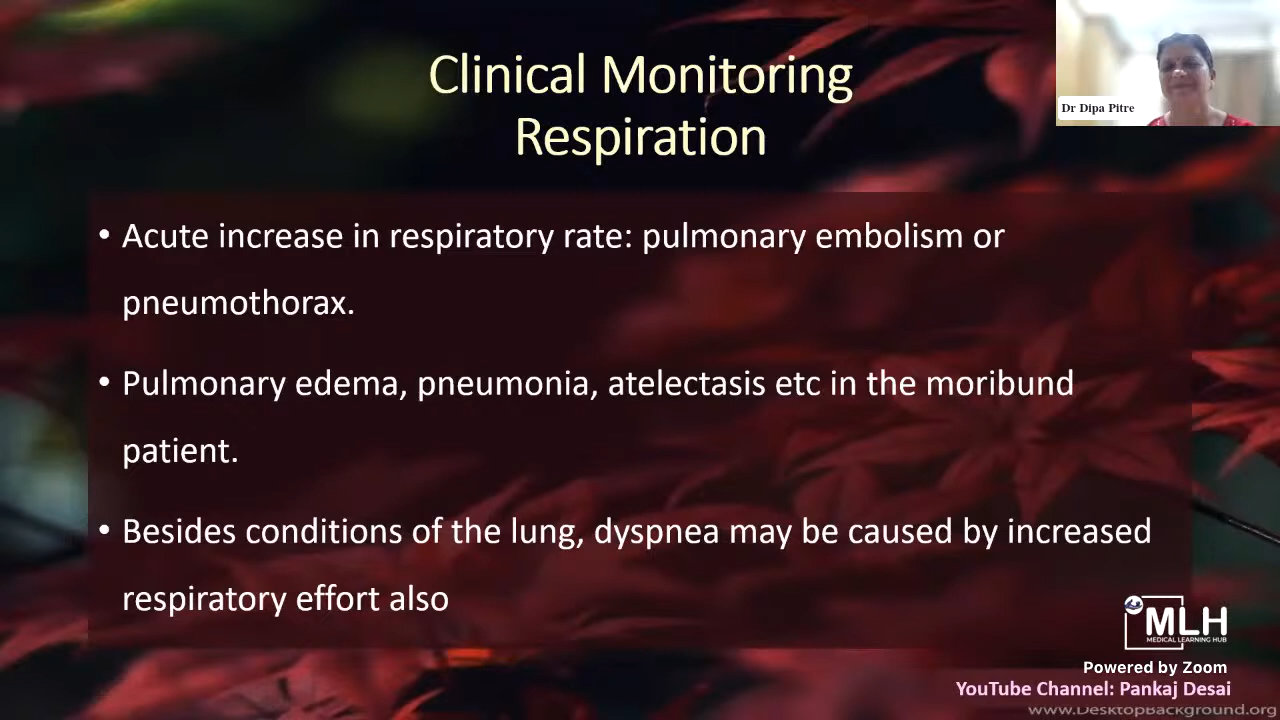 Clinical Monitoring
Respiration
Dr Dipa Pitre
• Acute increase in respiratory rate: pulmonary embolism or
pneumothorax.
• Pulmonary edema, pneumonia, atelectasis etc in the moribund
patient.
• Besides conditions of the lung, dyspnea may be caused by increased
respiratory effort also
MLH
MEDICAL LEARNING HUB
Powered by Zoom
YouTube Channel: Pankaj Desai
www.DesktopBackground.org